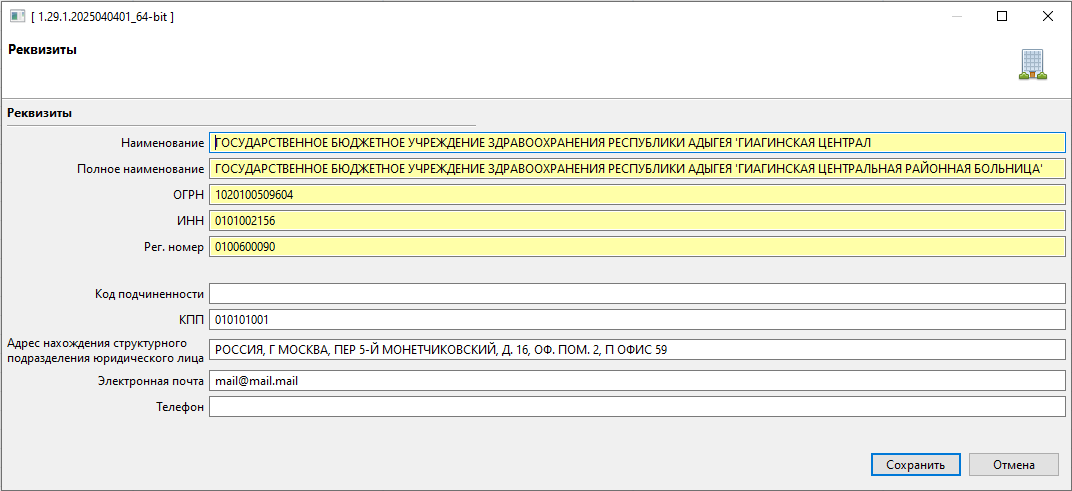 [ 1.29.1.2025040401_64-bit ]
Реквизиты
Реквизиты
Наименование ГОСУДАРСТВЕННОЕ БЮДЖЕТНОЕ УЧРЕЖДЕНИЕ ЗДРАВООХРАНЕНИЯ РЕСПУБЛИКИ АДЫГЕЯ 'ГИАГИНСКАЯ ЦЕНТРАЛ
Полное наименование ГОСУДАРСТВЕННОЕ БЮДЖЕТНОЕ УЧРЕЖДЕНИЕ ЗДРАВООХРАНЕНИЯ РЕСПУБЛИКИ АДЫГЕЯ 'ГИАГИНСКАЯ ЦЕНТРАЛЬНАЯ РАЙОННАЯ БОЛЬНИЦА'
ОГРН 1020100509604
ИНН 0101002156
Рег. номер 0100600090
Код подчиненности
КПП 010101001
Адрес нахождения структурного
подразделения юридического лица РОССИЯ, Г МОСКВА, ПЕР 5-Й МОНЕТЧИКОВСКИЙ, Д. 16, ОФ. ПОМ. 2, П ОФИС 59
Электронная почта mail@mail.mail
Телефон
Сохранить Отмена